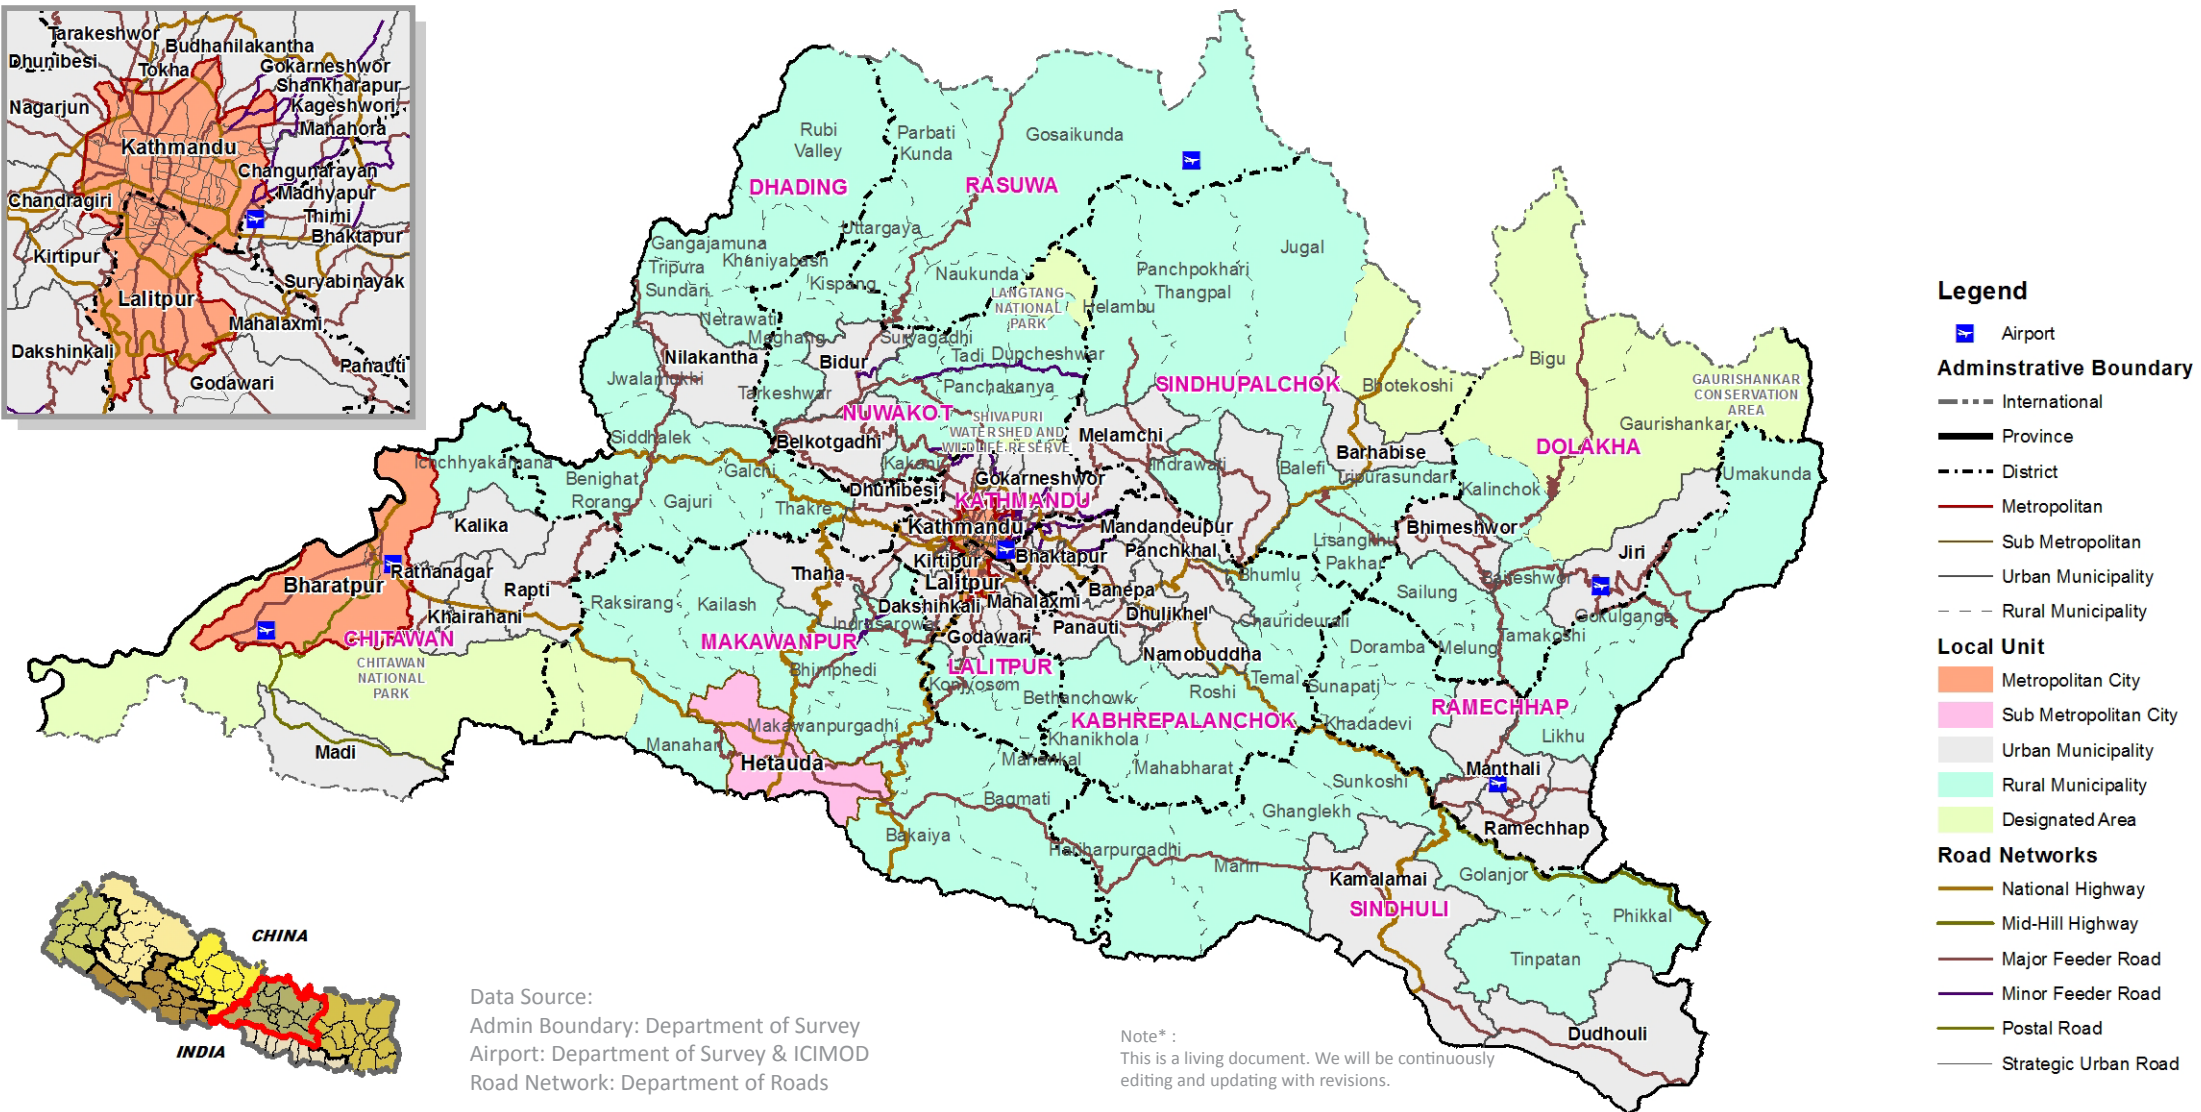 Tarakeshwor
Budhanilakantha
Dhunibesi
Tokha
Gokarneshwor
Shankharapur
Nagarjun
Kageshwori
Manahora
Kathmandu
Changunarayan
Madhyapur
Chandragiri
Thimi
Bhaktapur
Kirtipur
Suryabinayak
Lalitpur
Mahalaxmi
Dakshinkali
Panauti
Godawari
Rubi
Valley
Parbati
Kunda
Gosaikunda
DHADING
RASUWA
Uttargaya
Gangajamuna
Khaniyabash
Jugal
Tripura
Sundari
Kispang
Naukunda
Panchpokhari
Thangpal
LANGTANG
NATIONAL
PARK
Helambu
Netrawati
Meghang
Suryagadhi
Nilakantha
Bidur
Tadi
Dupcheshwar
Bigu
Jwalamukhi
Tarkeshwar
Panchakanya
SINDHUPALCHOK
Bhotekoshi
GAURISHANKAR
CONSERVATION
AREA
NUWAKOT
SHIVAPURI
WATERSHED AND
WILDLIFE RESERVE
Gaurishankar
Siddhalek
Belkotgadhi
Melamchi
DOLAKHA
Barhabise
Ichchhyakamana
Benighat
Rorang
Galchi
Kakani
Indrawati
Balefi
Tripurasundari
Umakunda
Gajuri
Dhunibesi
Gokarneshwor
Kalinchok
KATHMANDU
Thakre
Kalika
Kathmandu
Mandandeupur
Bhimeshwor
Lisangkhu
Pakhar
Panchkhal
Kirtipur
Bhaktapur
Jiri
Bharatpur
Ratnanagar
Thaha
Lalitpur
Bhumlu
Baiteshwor
Rapti
Raksirang
Kailash
Banepa
Sailung
Dakshinkali
Mahalaxmi
Dhulikhel
Khairahani
Indrasarowar
Chaurideurali
Gokulganga
CHITAWAN
MAKAWANPUR
Godawari
Panauti
Tamakoshi
Namobuddha
Doramba
Melung
CHITAWAN
NATIONAL
PARK
Bhimphedi
LALITPUR
Konjyosom
Bethanchowk
Roshi
Temal
Sunapati
RAMECHHAP
Makawanpurgadhi
KABHREPALANCHOK
Khadadevi
Manahari
Khanikhola
Likhu
Madi
Hetauda
Mahankal
Mahabharat
Manthali
Sunkoshi
Bagmati
Ghanglekh
Ramechhap
Bakaiya
Hariharpurgadhi
Marin
Kamalamai
Golanjor
SINDHULI
Phikkal
Tinpatan
Dudhouli
CHINA
INDIA
Data Source:
Admin Boundary: Department of Survey
Airport: Department of Survey & ICIMOD
Road Network: Department of Roads
Note* :
This is a living document. We will be continuously
editing and updating with revisions.
Legend
Airport
Adminstrative Boundary
International
Province
District
Metropolitan
Sub Metropolitan
Urban Municipality
Rural Municipality
Local Unit
Metropolitan City
Sub Metropolitan City
Urban Municipality
Rural Municipality
Designated Area
Road Networks
National Highway
Mid-Hill Highway
Major Feeder Road
Minor Feeder Road
Postal Road
Strategic Urban Road